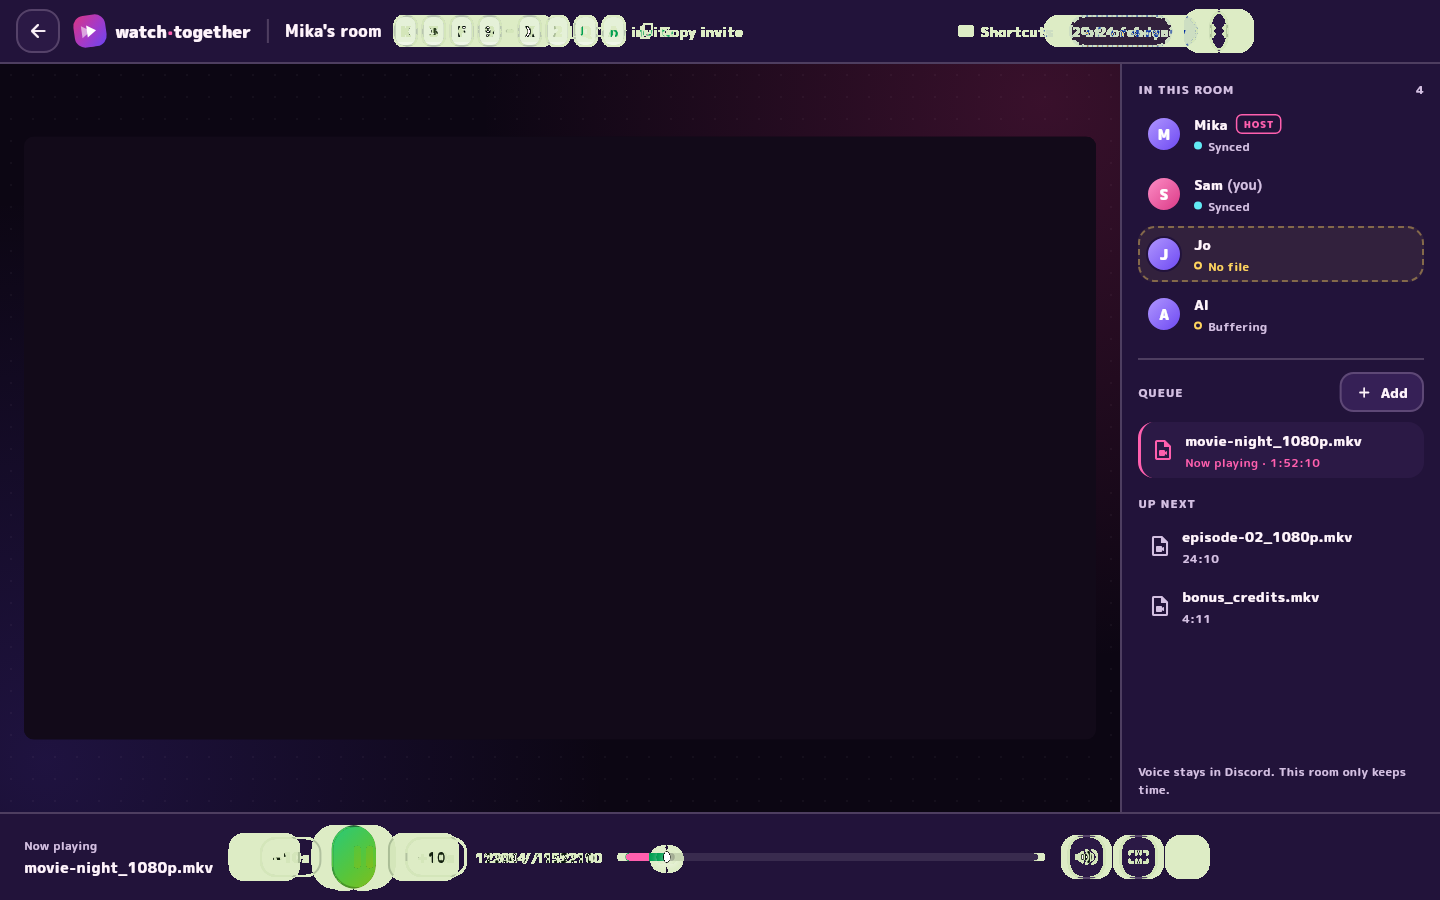 watch·together
Mika's room
Copy invite
Shortcuts
IN THIS ROOM
4
M
Mika
HOST
Synced
S
Sam (you)
Synced
J
Jo
No file
A
Al
Buffering
QUEUE
+ Add
movie-night_1080p.mkv
Now playing · 1:52:10
UP NEXT
episode-02_1080p.mkv
24:10
bonus_credits.mkv
4:11
Voice stays in Discord. This room only keeps
time.
Now playing
movie-night_1080p.mkv
10